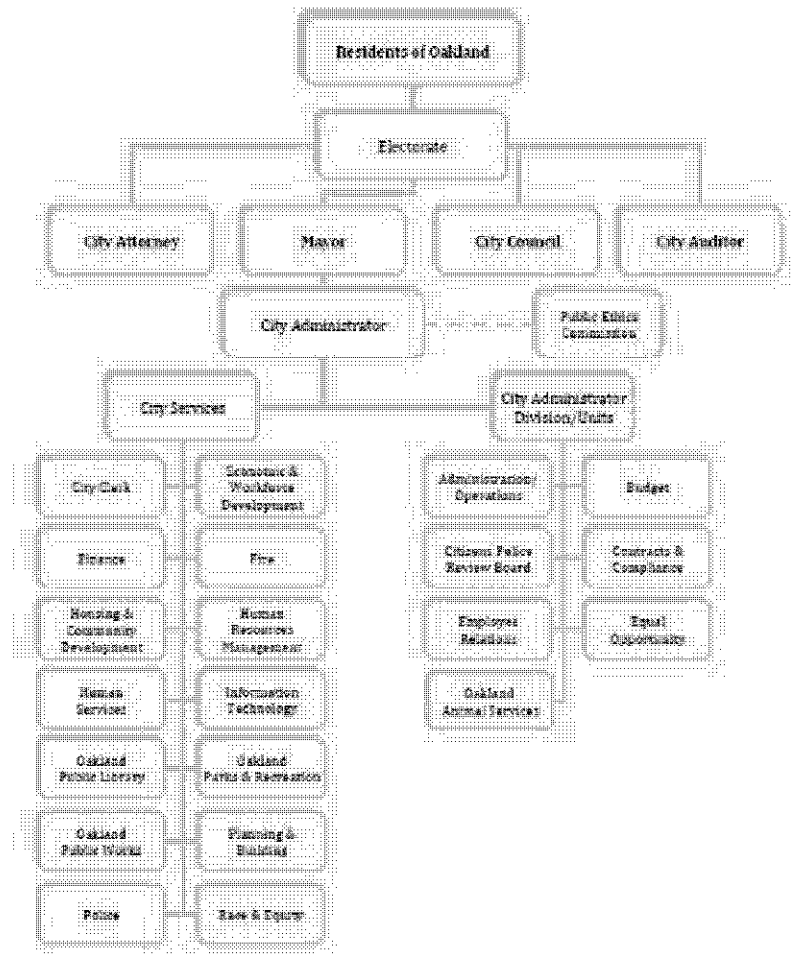 Residents of Oakland
Electorate
City Attorney
Mayor
City Council
City Auditor
City Administrator
Public Ethics
Commission
City Services
City Administrator
Division/Units
City Clerk
Economic &
Workforce
Development
Administration/
Operations
Budget
Finance
Fire
Citizens Police
Review Board
Contracts &
Compliance
Housing &
Community
Development
Human
Resources
Management
Employee
Relations
Equal
Opportunity
Human
Services
Information
Technology
Oakland
Animal Services
Oakland
Public Library
Oakland
Parks & Recreation
Oakland
Public Works
Planning &
Building
Police
Race & Equity